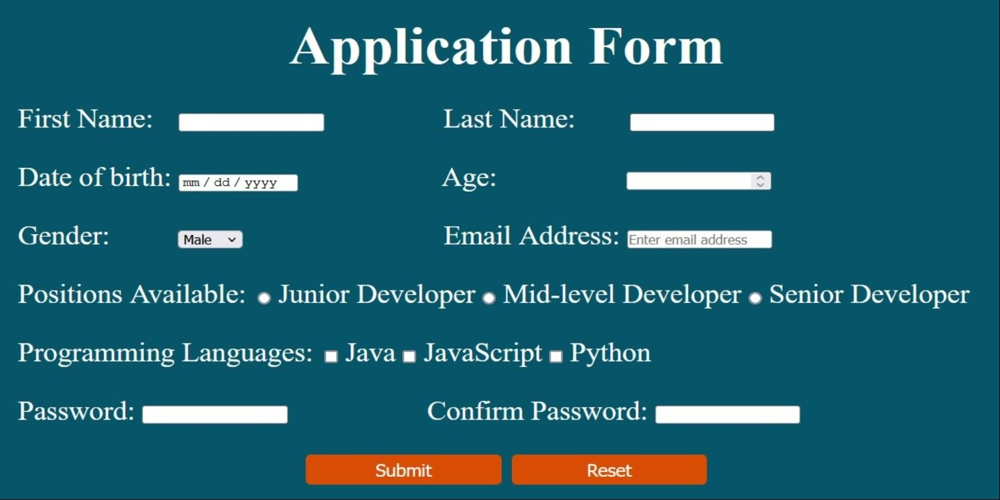 Application Form
First Name: Last Name:
Date of birth: mm / dd / yyyy Age:
Gender: Male Email Address: Enter email address
Positions Available: Junior Developer Mid-level Developer Senior Developer
Programming Languages: Java JavaScript Python
Password: Confirm Password:
Submit Reset